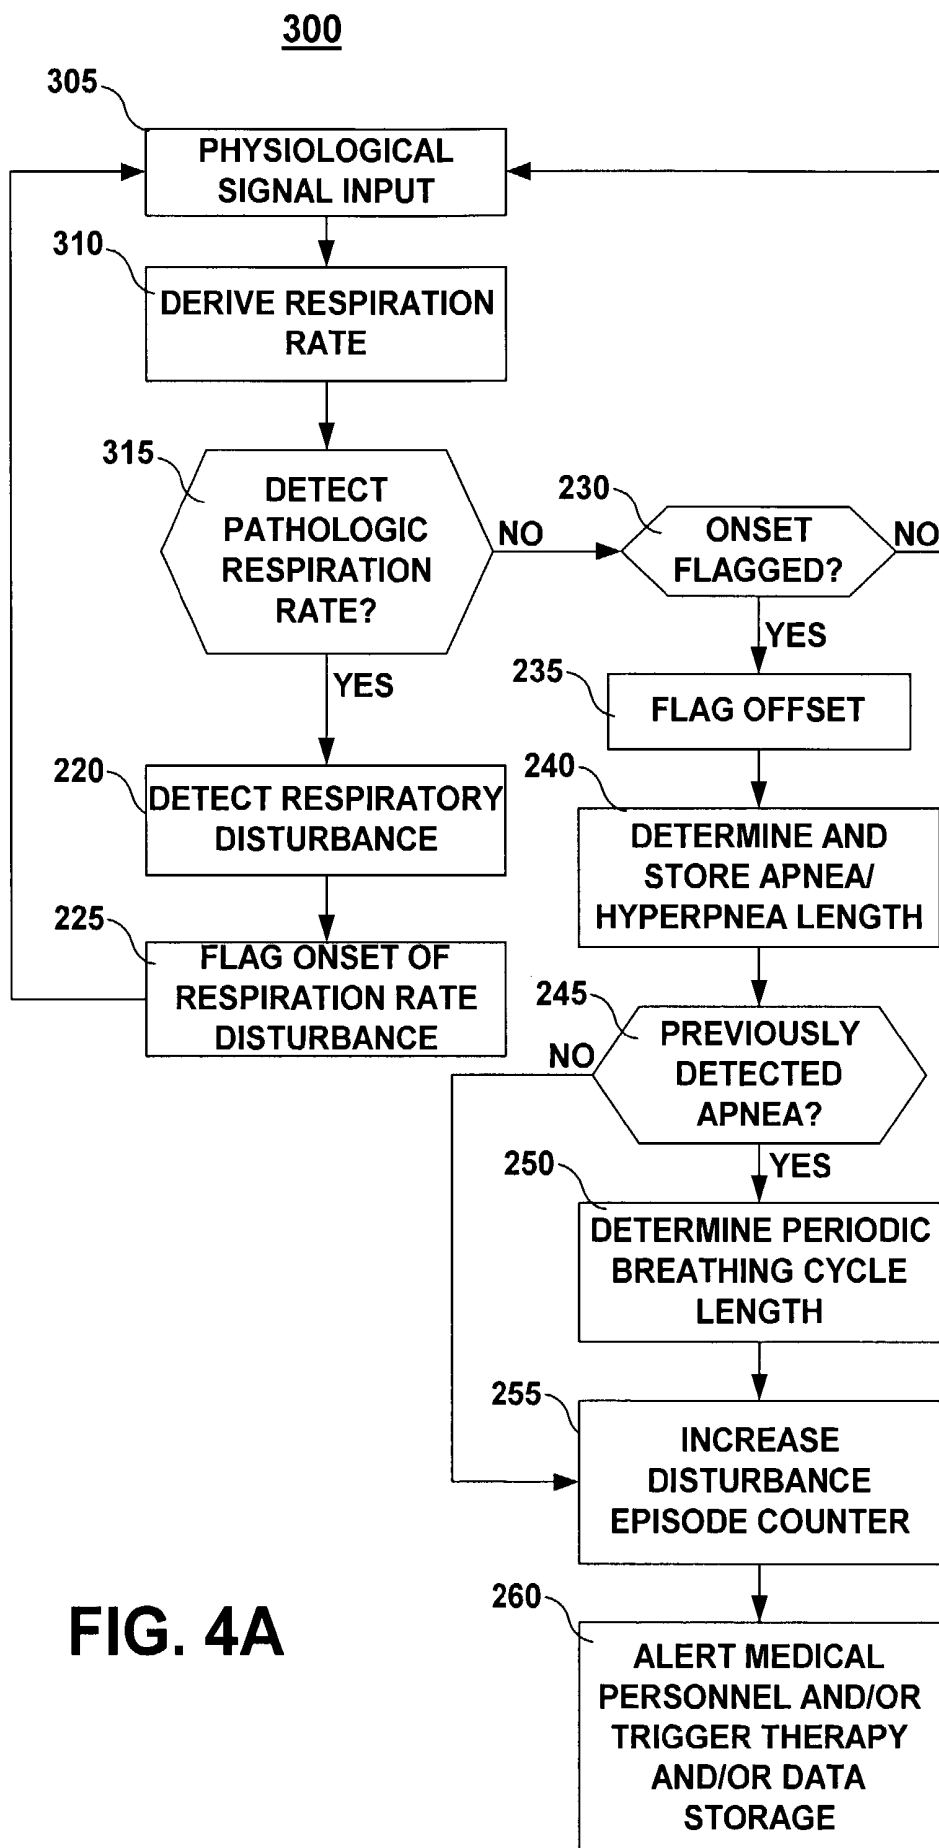 300
305
PHYSIOLOGICAL
SIGNAL INPUT
310
DERIVE RESPIRATION
RATE
315
DETECT
PATHOLOGIC
RESPIRATION
RATE?
NO
230
ONSET
FLAGGED?
NO
YES
YES
235
FLAG OFFSET
220
DETECT RESPIRATORY
DISTURBANCE
240
DETERMINE AND
STORE APNEA/
HYPERPNEA LENGTH
225
FLAG ONSET OF
RESPIRATION RATE
DISTURBANCE
245
PREVIOUSLY
DETECTED
APNEA?
NO
YES
250
DETERMINE PERIODIC
BREATHING CYCLE
LENGTH
255
INCREASE
DISTURBANCE
EPISODE COUNTER
260
ALERT MEDICAL
PERSONNEL AND/OR
TRIGGER THERAPY
AND/OR DATA
STORAGE
FIG. 4A